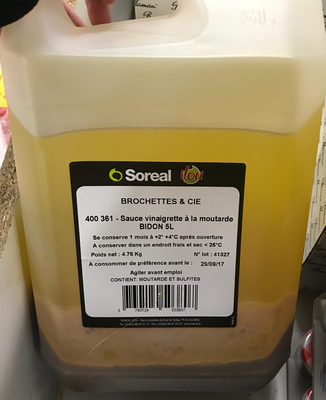 Soreal ilou
BROCHETTES & CIE
400 361 - Sauce vinaigrette à la moutarde
BIDON 5L
Se conserve 1 mois à +2° +4°C après ouverture
A conserver dans un endroit frais et sec < 25°C
Poids net : 4.75 Kg N° lot : 41327
A consommer de préférence avant le : 29/09/17
Agiter avant emploi
CONTIENT: MOUTARDE ET SULFITES